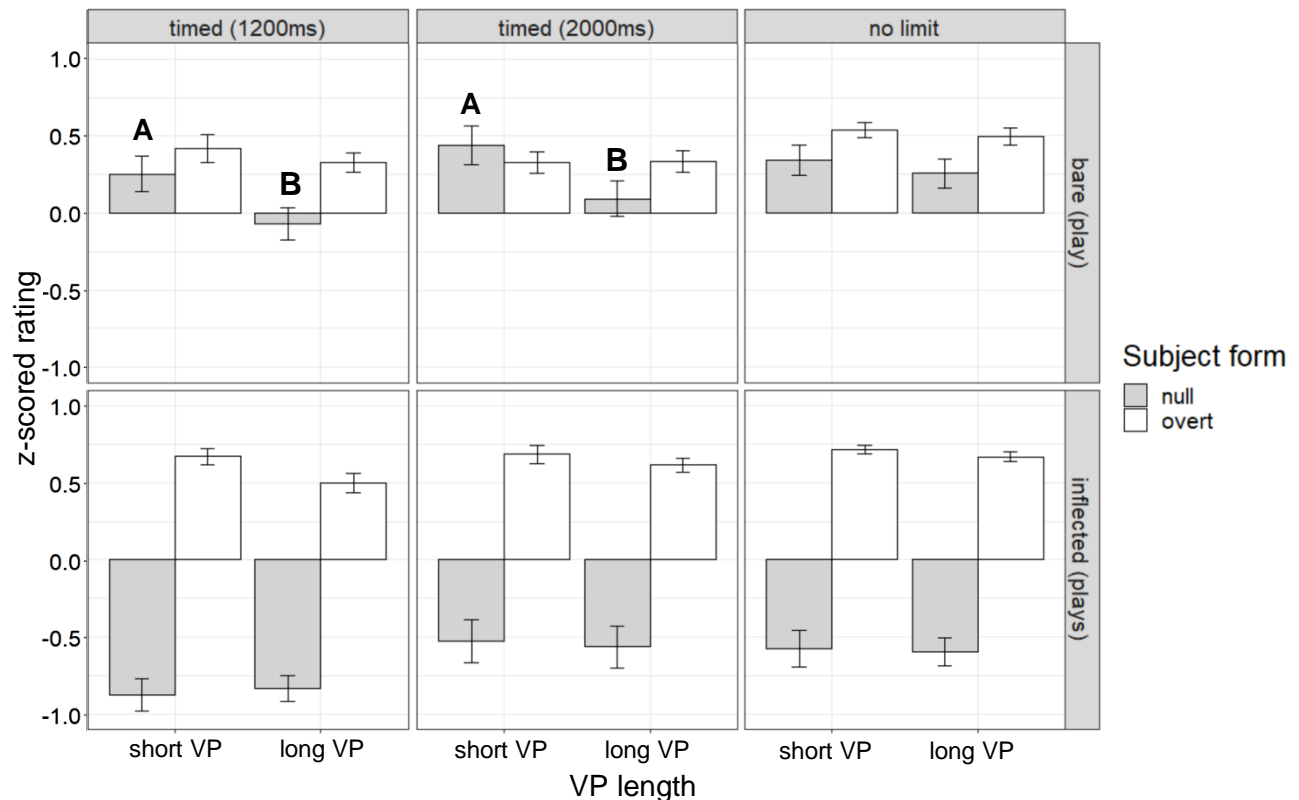 timed (1200ms)
timed (2000ms)
no limit
1.0
0.5
0.0
-0.5
-1.0
A
B
A
B
bare (play)
1.0
0.5
0.0
-0.5
-1.0
inflected (plays)
z-scored rating
short VP
long VP
short VP
long VP
short VP
long VP
VP length
Subject form
null
overt